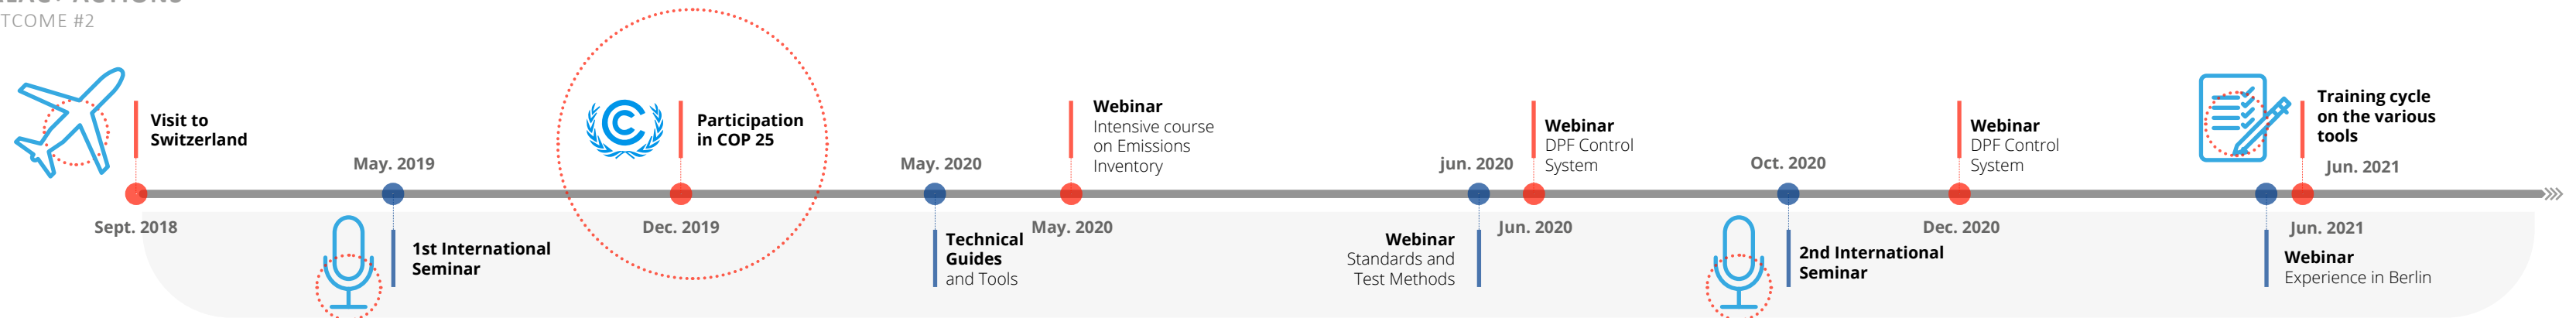 TCOME #2
Visit to
Switzerland
Sept. 2018
May. 2019
1st International
Seminar
Participation
in COP 25
Dec. 2019
May. 2020
Technical
Guides
and Tools
Webinar
Intensive course
on Emissions
Inventory
May. 2020
jun. 2020
Webinar
Standards and
Test Methods
Webinar
DPF Control
System
Jun. 2020
Oct. 2020
2nd International
Seminar
Webinar
DPF Control
System
Dec. 2020
Training cycle
on the various
tools
Jun. 2021
Jun. 2021
Webinar
Experience in Berlin